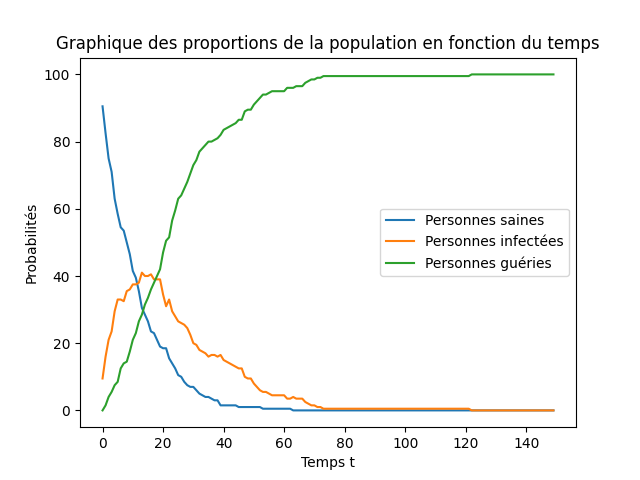 Graphique des proportions de la population en fonction du temps
100
80
60
40
20
0
Probabilités
Personnes saines
Personnes infectées
Personnes guéries
0 20 40 60 80 100 120 140
Temps t